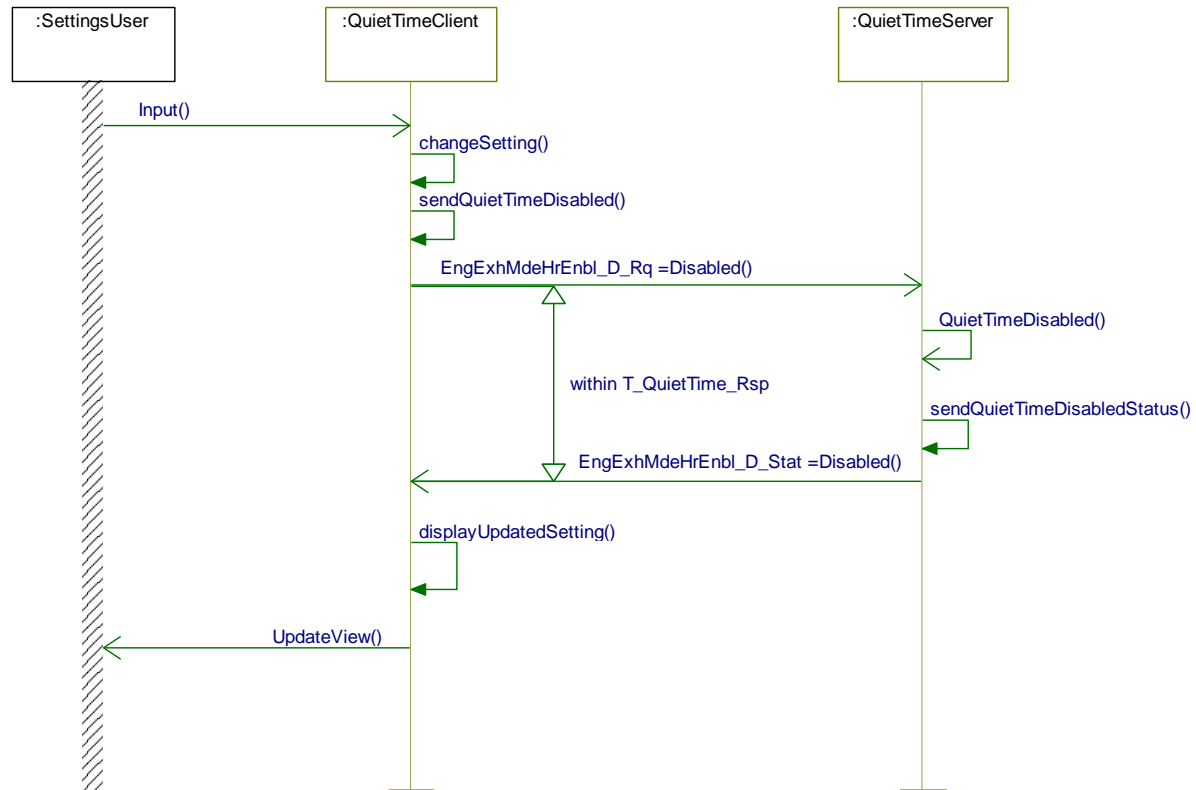 :SettingsUser
:QuietTimeClient
:QuietTimeServer
Input()
changeSetting()
sendQuietTimeDisabled()
EngExhMdeHrEnbl_D_Rq =Disabled()
QuietTimeDisabled()
within T_QuietTime_Rsp
sendQuietTimeDisabledStatus()
EngExhMdeHrEnbl_D_Stat =Disabled()
displayUpdatedSetting()
UpdateView()